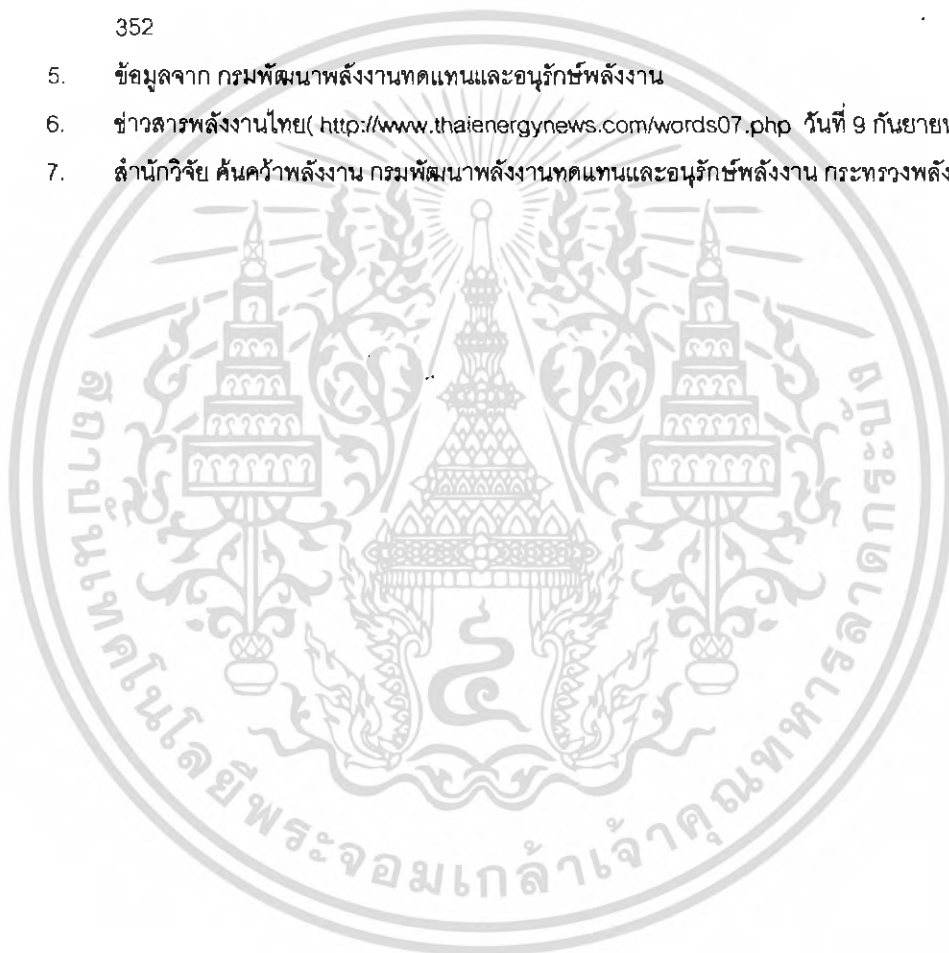 352
5. ข้อมูลจาก กรมพัฒนาพลังงานทดแทนและอนุรักษ์พลังงาน
6. ข่าวสารพลังงานไทย( http://www.thaienergynews.com/words07.php วันที่ 9 กันยายน
7. สำนักวิจัย ค้นคว้าพลังงาน กรมพัฒนาพลังงานทดแทนและอนุรักษ์พลังงาน กระทรวงพลัง
๔
สถาบันเทคโนโลยีพระจอมเกล้าเจ้าคุณทหารลาดกระบัง